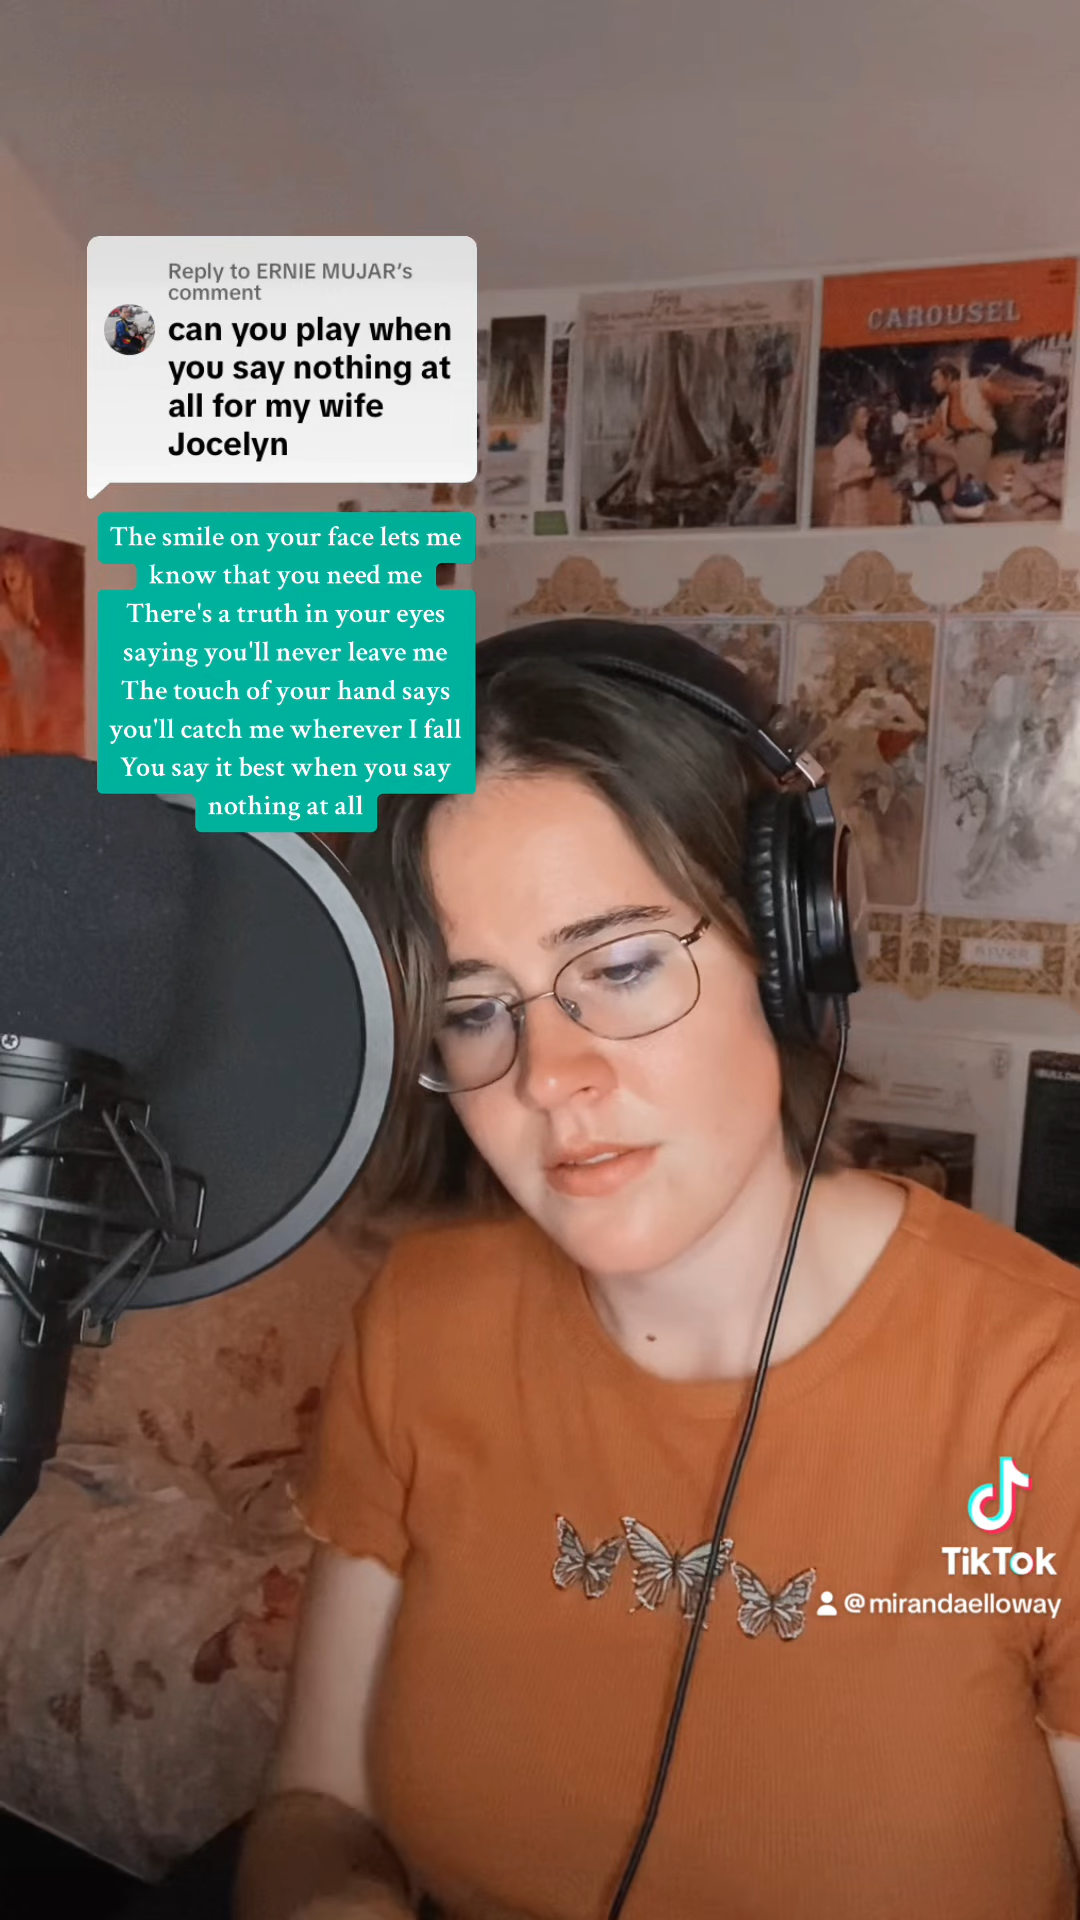 Reply to ERNIE MUJAR's
comment
can you play when
you say nothing at
all for my wife
Jocelyn
The smile on your face lets me
know that you need me
There's a truth in your eyes
saying you'll never leave me
The touch of your hand says
you'll catch me wherever I fall
You say it best when you say
nothing at all
CAROUSEL
TikTok
@mirandaelloway